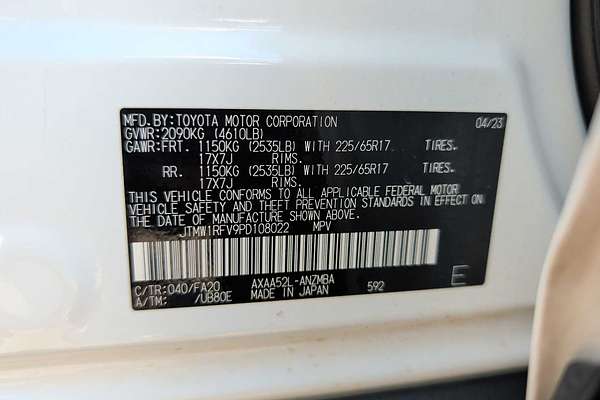 MFD.BY:TOYOTA MOTOR CORPORATION 04/23
GVWR:2090KG (4610LB)
GAWR:FRT. 1150KG (2535LB) WITH 225/65R17 TIRES.
17X7J RIMS.
RR. 1150KG (2535LB) WITH 225/65R17 TIRES.
17X7J RIMS.
THIS VEHICLE CONFORMS TO ALL APPLICABLE FEDERAL MOTOR
VEHICLE SAFETY AND THEFT PREVENTION STANDARDS IN EFFECT ON
THE DATE OF MANUFACTURE SHOWN ABOVE.
JTMW1RFV9PD108022 MPV
C/TR:040/FA20 AXAA52L-ANZMBA 592 E
A/TM: /UB80E MADE IN JAPAN